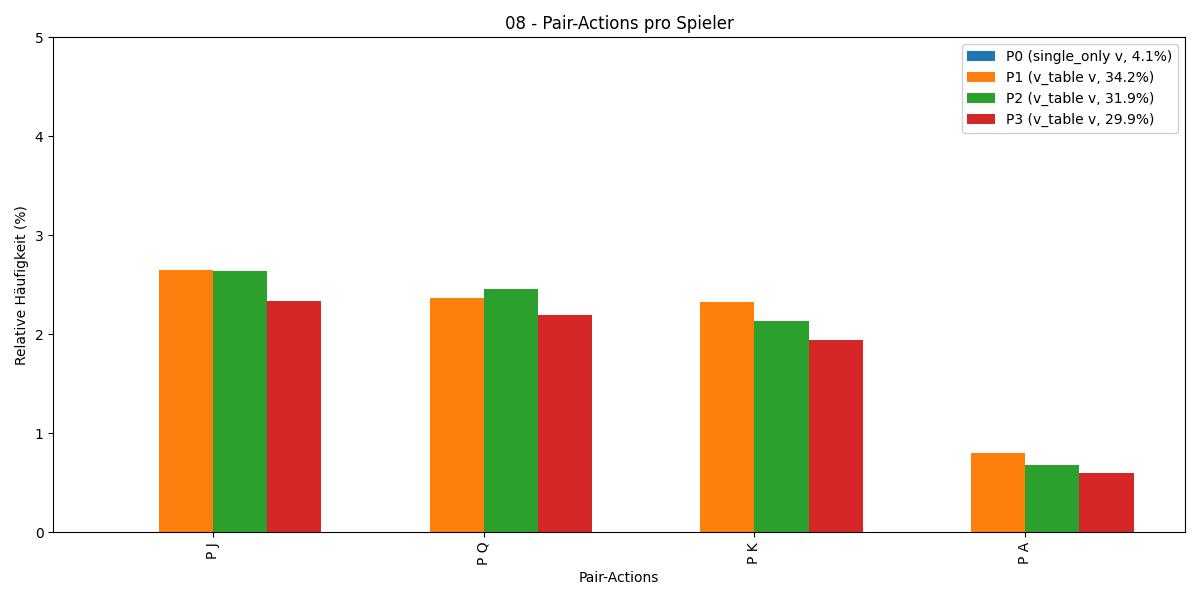 08 - Pair-Actions pro Spieler
5
4
3
2
1
0
Relative Häufigkeit (%)
P0 (single_only v, 4.1%)
P1 (v_table v, 34.2%)
P2 (v_table v, 31.9%)
P3 (v_table v, 29.9%)
P J
P Q
P K
P A
Pair-Actions